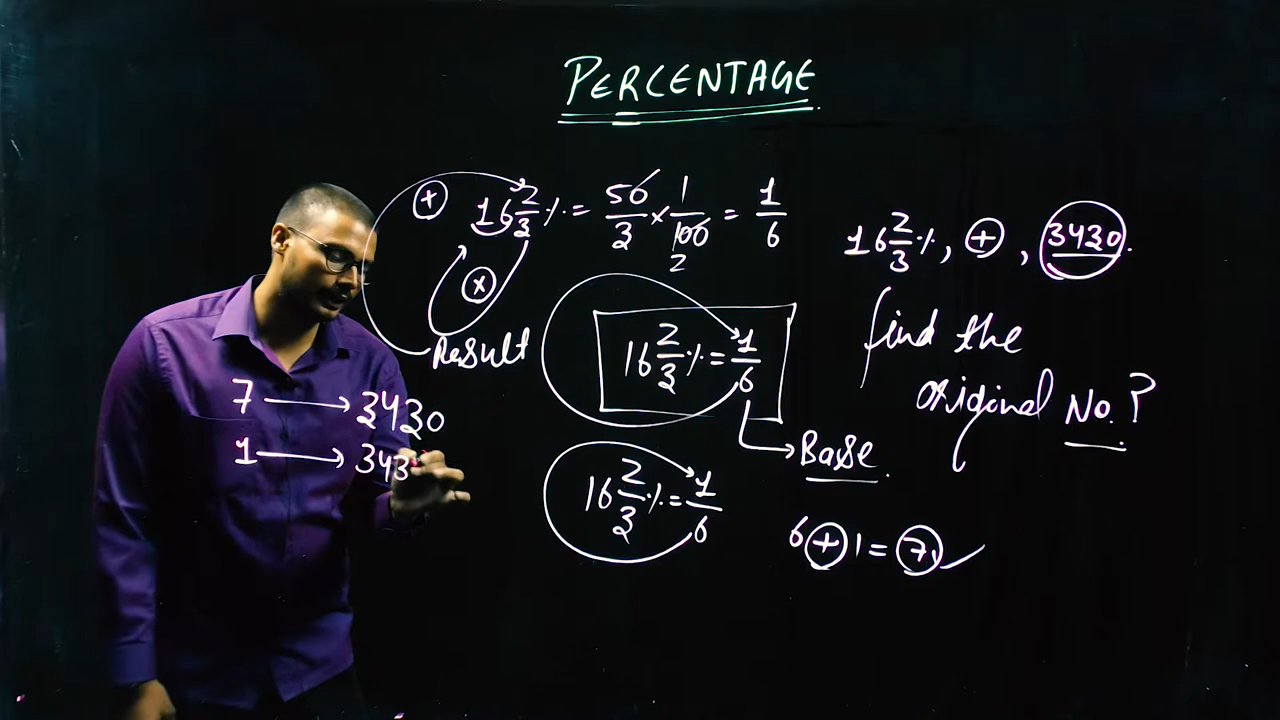 PERCENTAGE
+ 16 2/3 % = 50/3 × 1/100 = 1/6
2
×
Result
16 2/3 %, +, 3430.
find the
original No.?
16 2/3 % = 1/6
Base
7 → 3430
1 → 343
16 2/3 % = 1/6
6 + 1 = 7